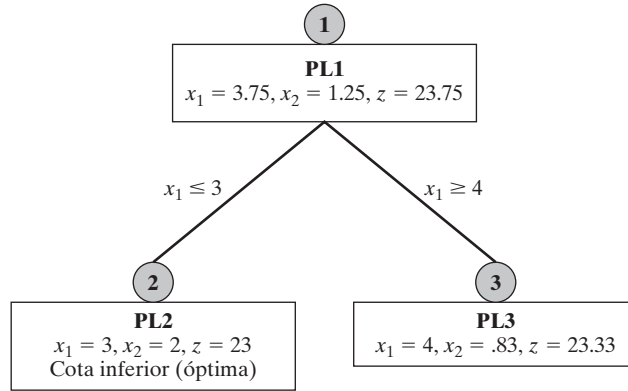 1
PL1
x₁ = 3.75, x₂ = 1.25, z = 23.75
x₁ ≤ 3
x₁ ≥ 4
2
3
PL2
x₁ = 3, x₂ = 2, z = 23
Cota inferior (óptima)
PL3
x₁ = 4, x₂ = .83, z = 23.33